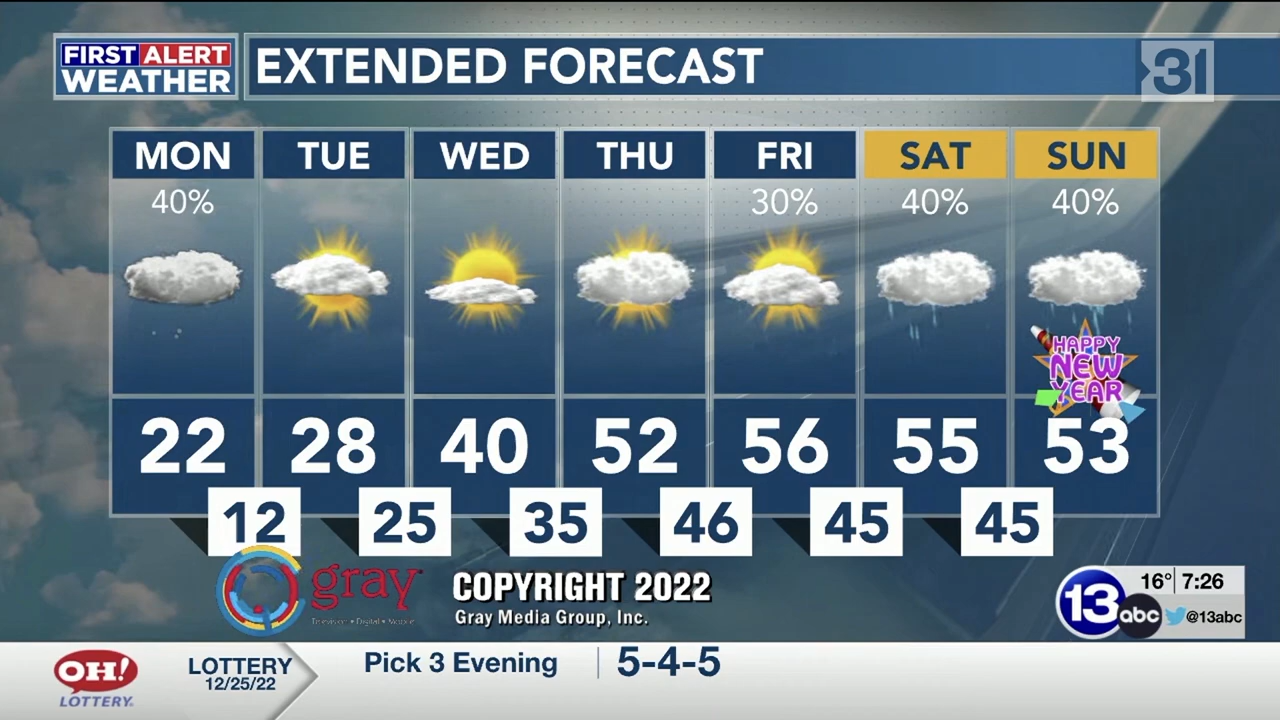 FIRST ALERT
WEATHER
EXTENDED FORECAST
31
MON TUE WED THU FRI SAT SUN
40% 30% 40% 40%
HAPPY
NEW
YEAR
22 28 40 52 56 55 53
12 25 35 46 45 45
gray
Television • Digital • Mobile
COPYRIGHT 2022
Gray Media Group, Inc.
13 abc
16° 7:26
@13abc
OH!
LOTTERY
LOTTERY
12/25/22
Pick 3 Evening 5-4-5